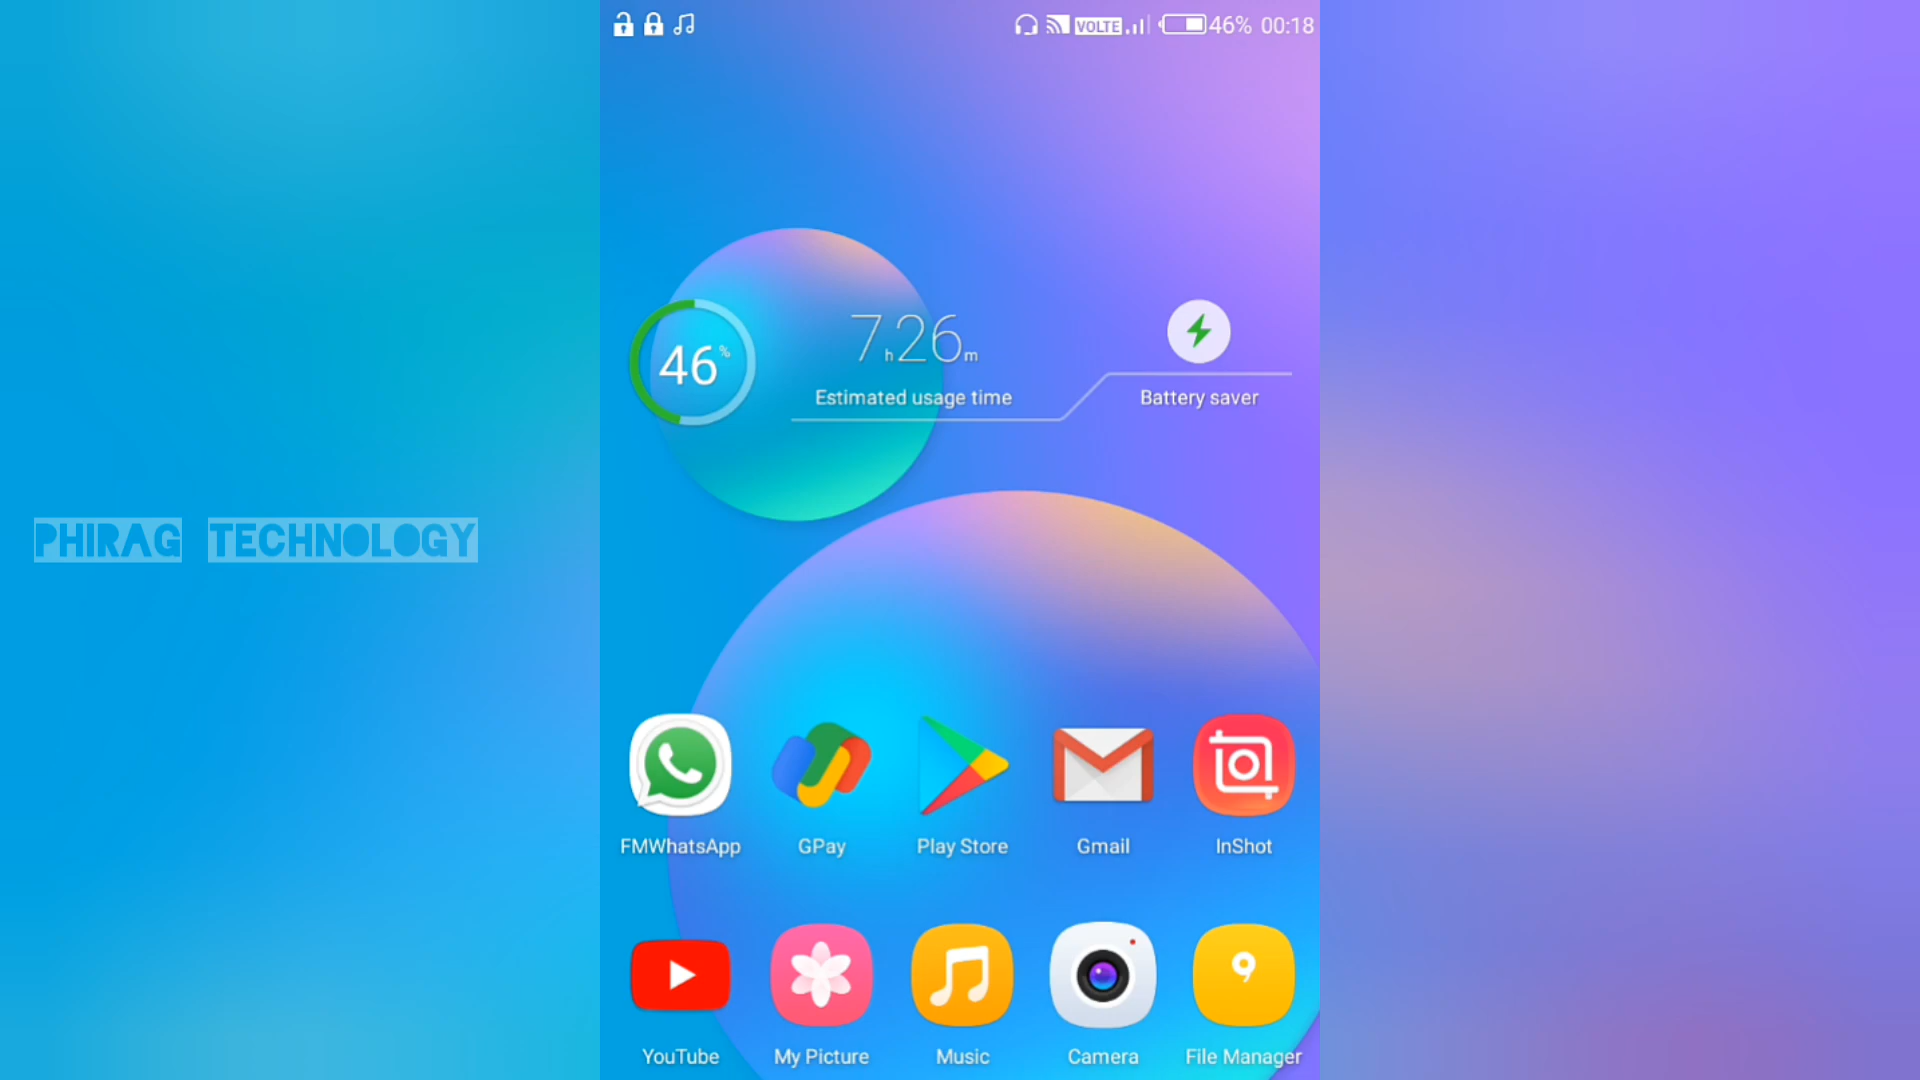 VOLTE 46% 00:18
46%
7h26m
Estimated usage time
Battery saver
PHIRAG TECHNOLOGY
FMWhatsApp GPay Play Store Gmail InShot
YouTube My Picture Music Camera File Manager